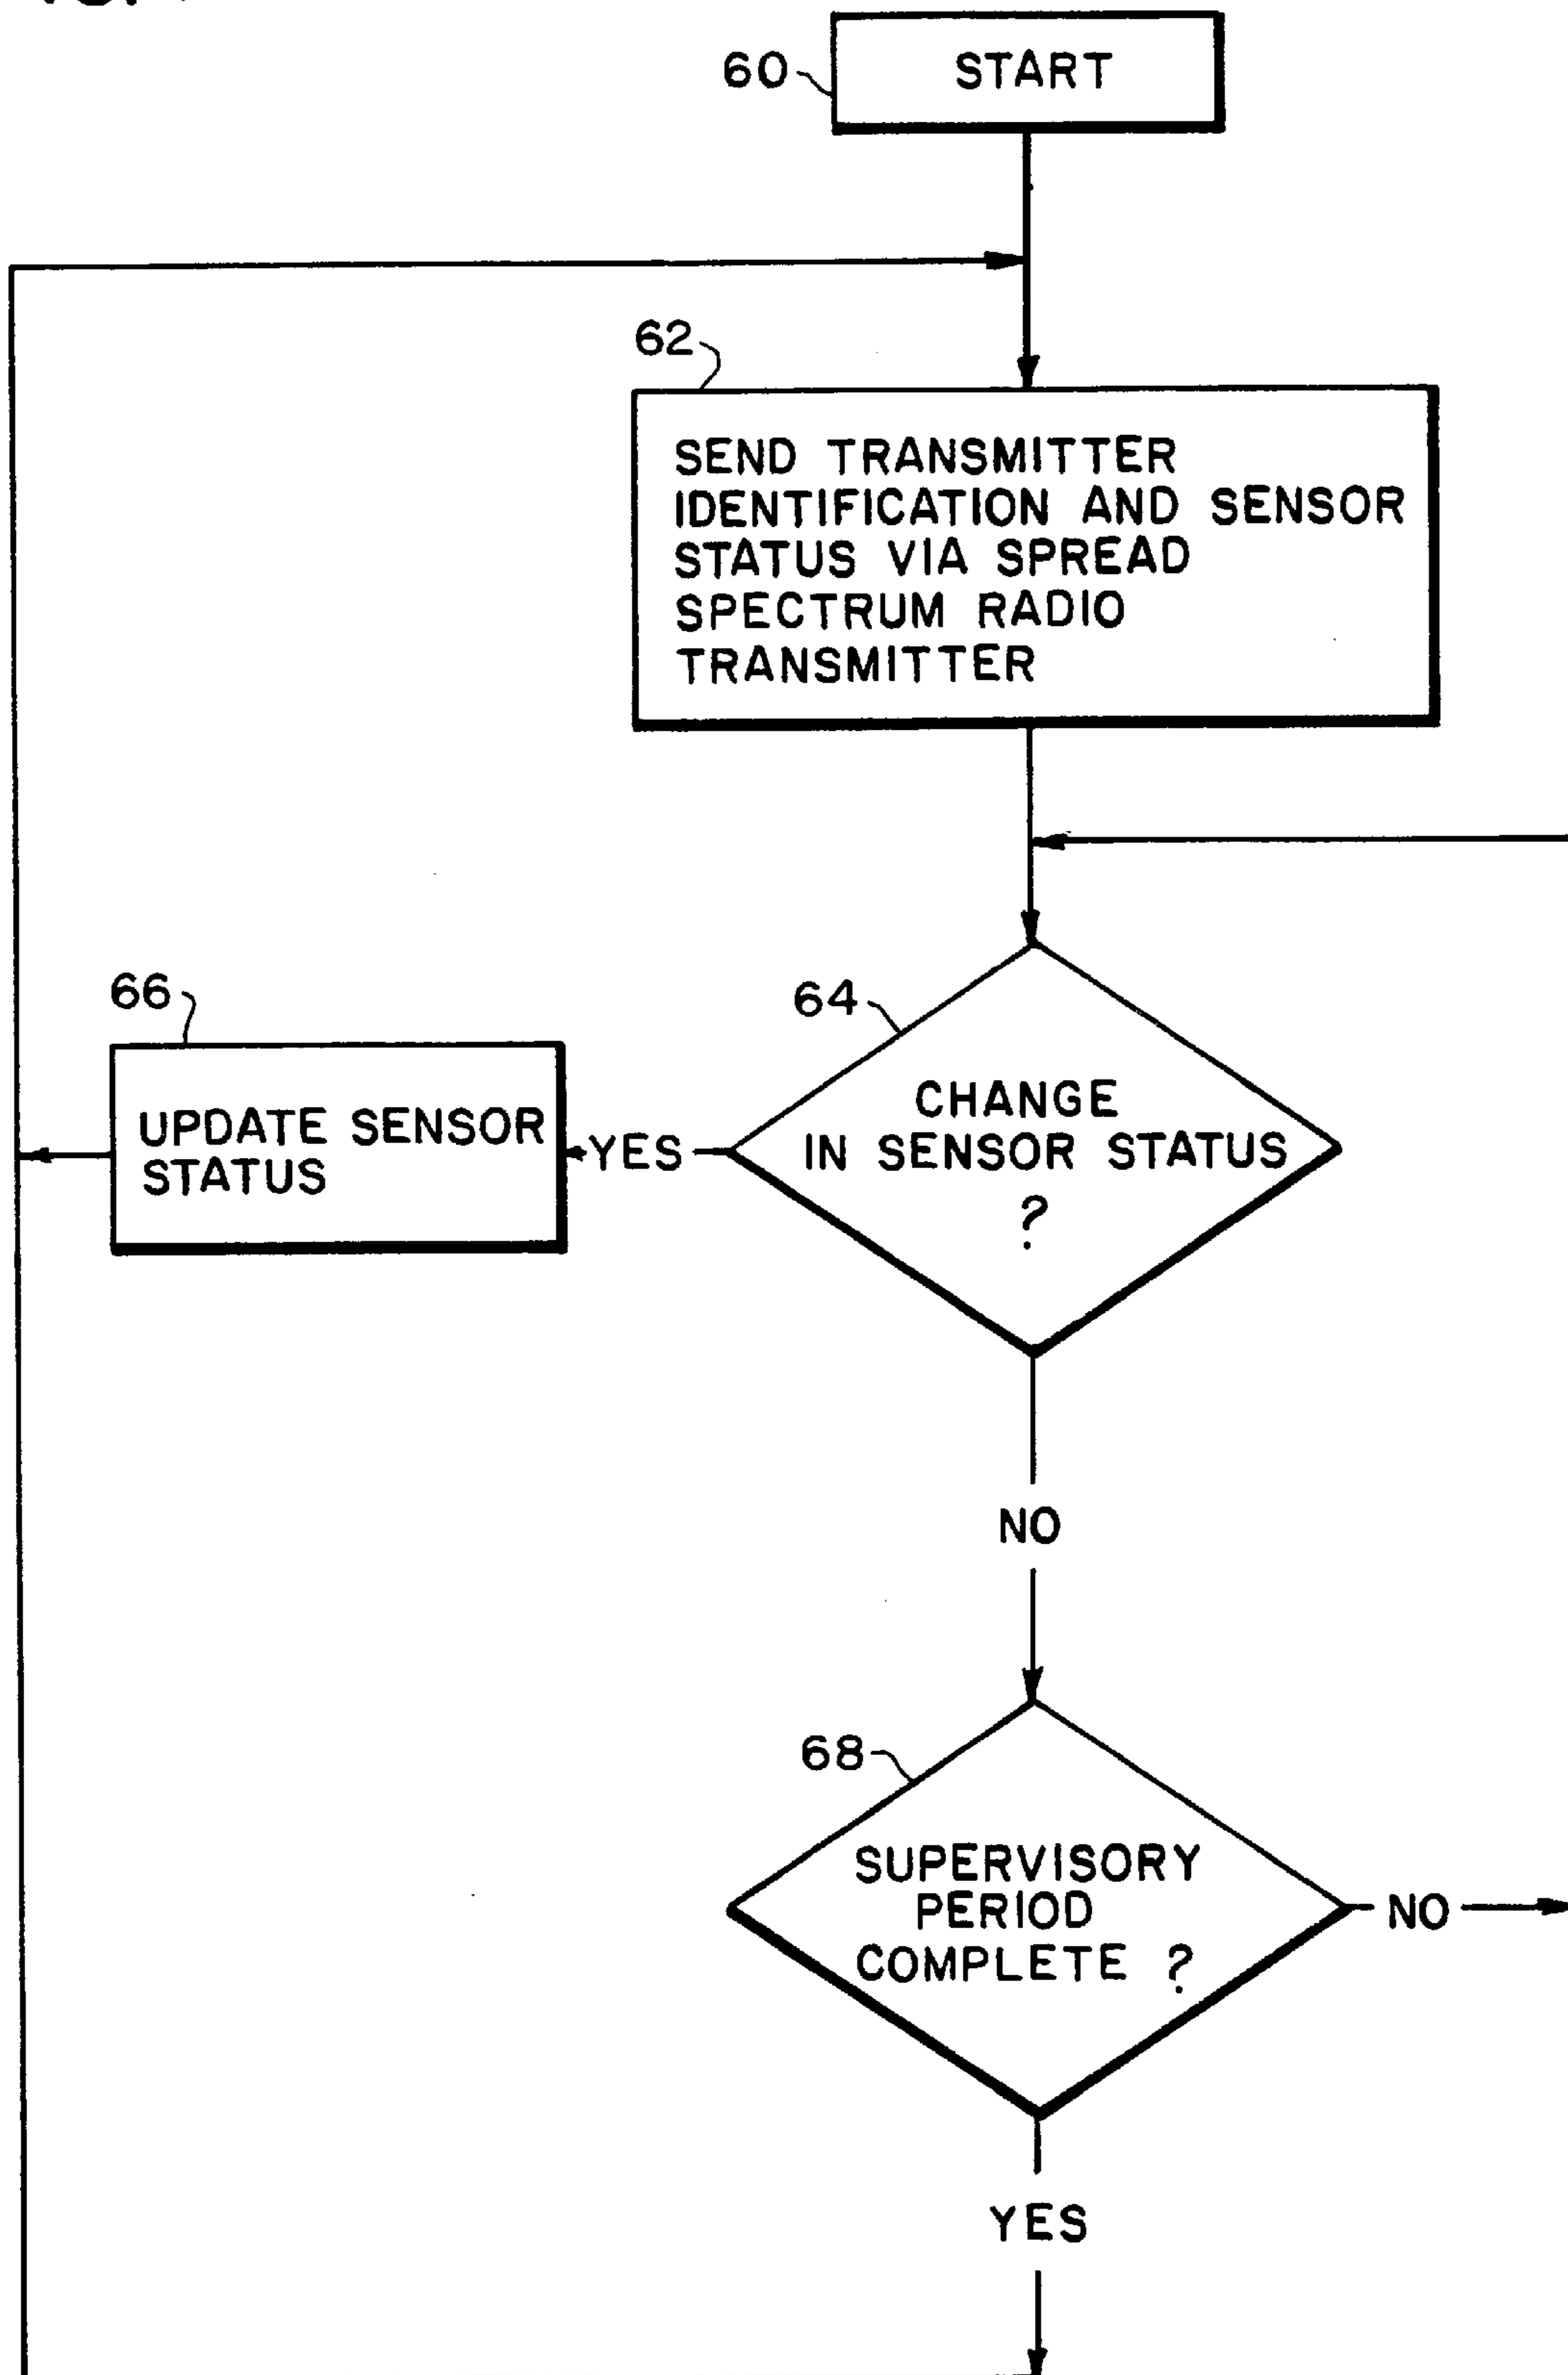 60
START
62
SEND TRANSMITTER
IDENTIFICATION AND SENSOR
STATUS VIA SPREAD
SPECTRUM RADIO
TRANSMITTER
66
64
UPDATE SENSOR
STATUS
YES
CHANGE
IN SENSOR STATUS
?
NO
68
SUPERVISORY
PERIOD
COMPLETE ?
NO
YES